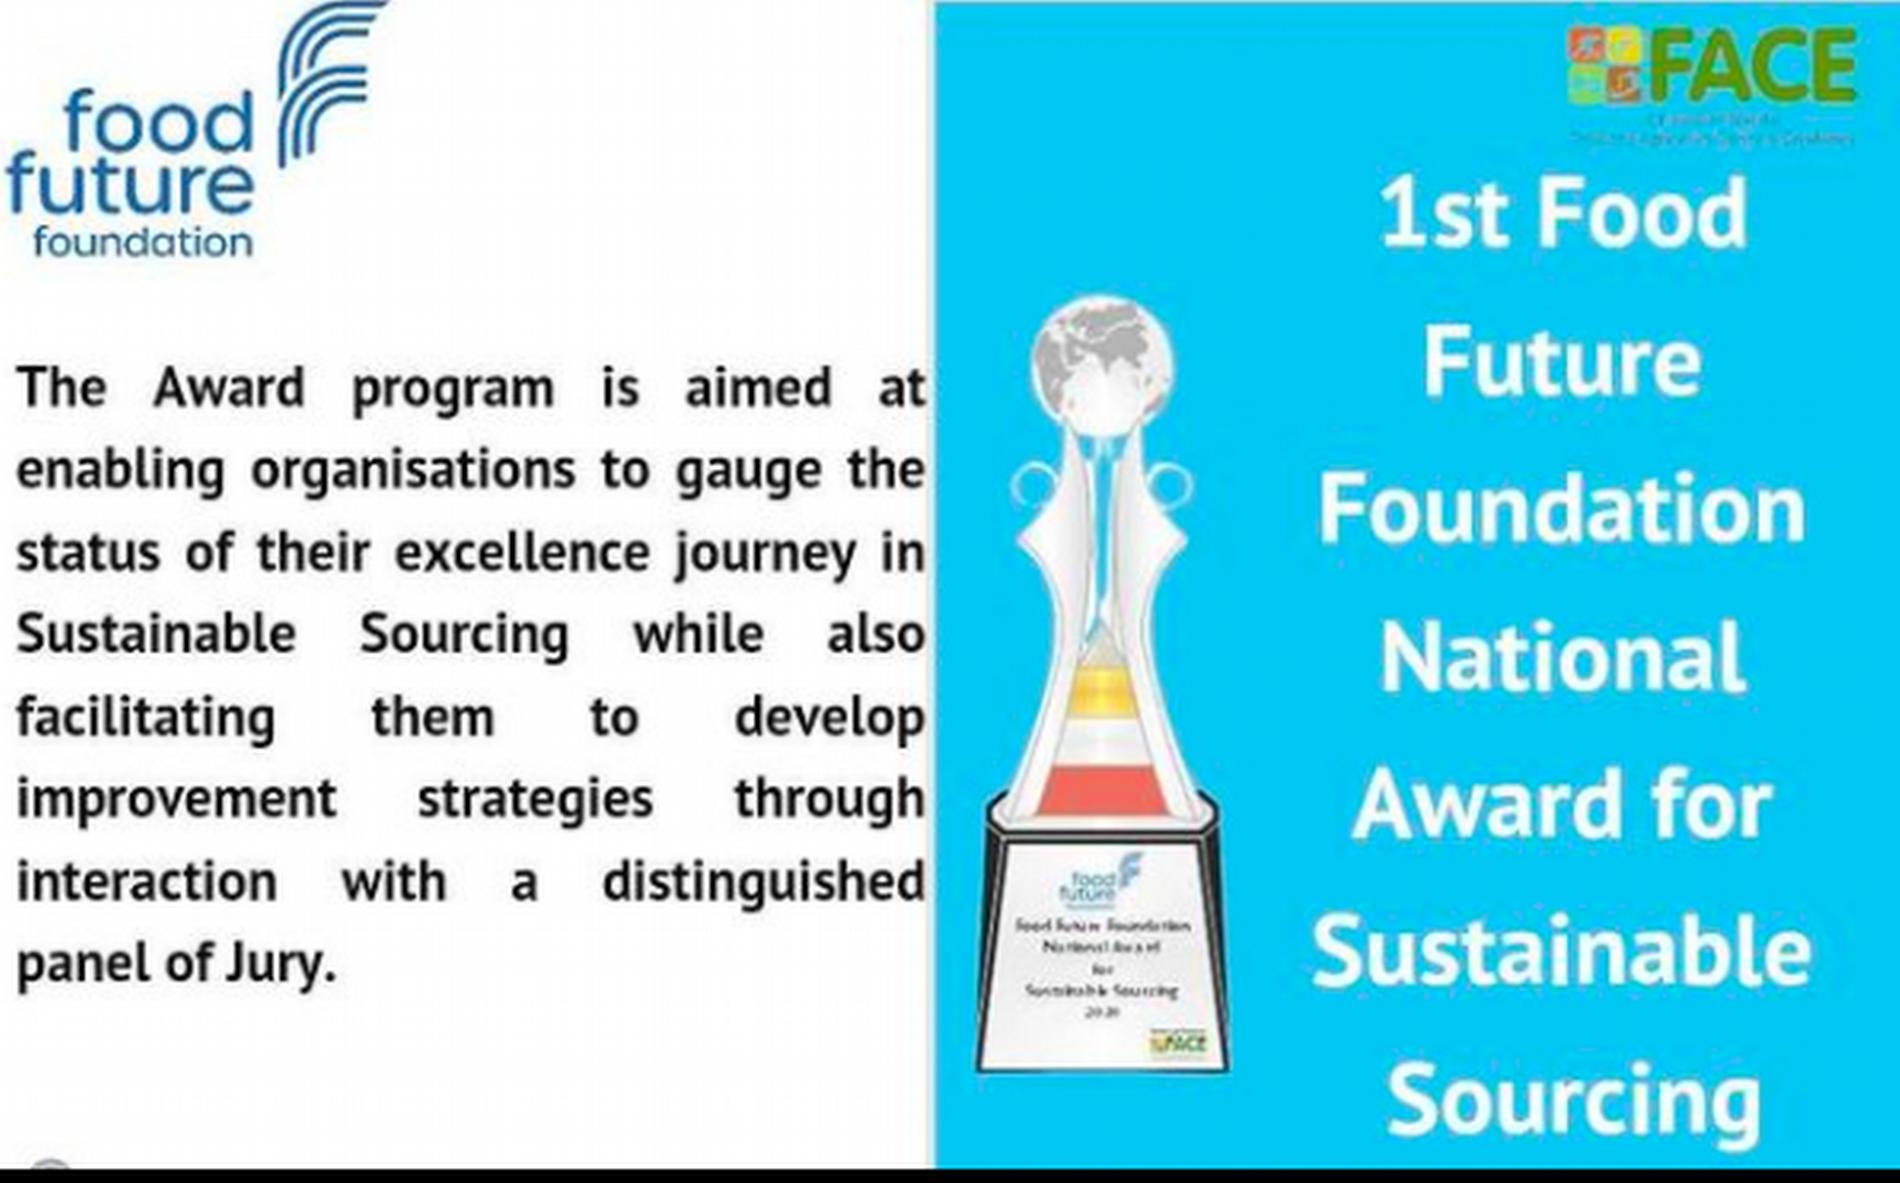 food
future
foundation
The Award program is aimed at
enabling organisations to gauge the
status of their excellence journey in
Sustainable Sourcing while also
facilitating them to develop
improvement strategies through
interaction with a distinguished
panel of Jury.
FACE
1st Food
Future
Foundation
National
Award for
Sustainable
Sourcing
food
future
Food Future Foundation
National Award
for
Sustainable Sourcing
FACE